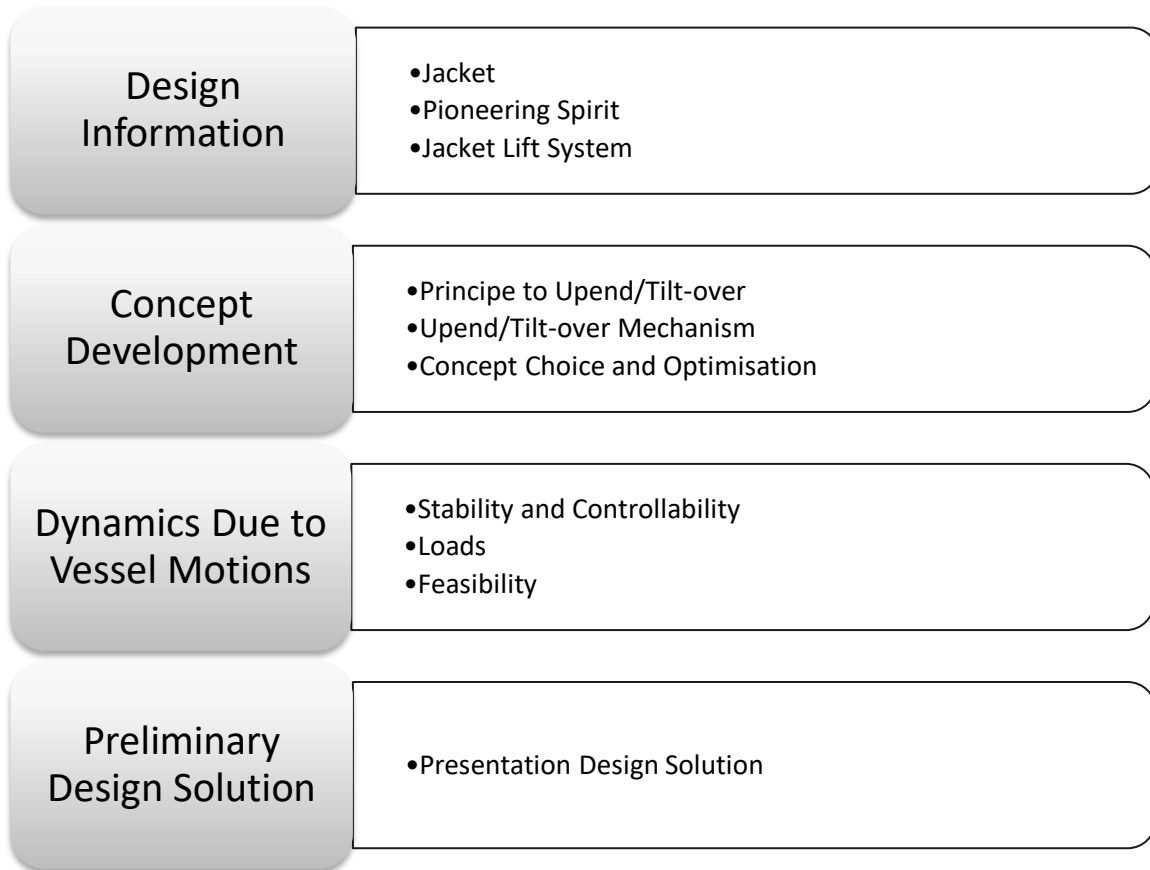 Design
Information
•Jacket
•Pioneering Spirit
•Jacket Lift System
Concept
Development
•Principe to Upend/Tilt-over
•Upend/Tilt-over Mechanism
•Concept Choice and Optimisation
Dynamics Due to
Vessel Motions
•Stability and Controllability
•Loads
•Feasibility
Preliminary
Design Solution
•Presentation Design Solution